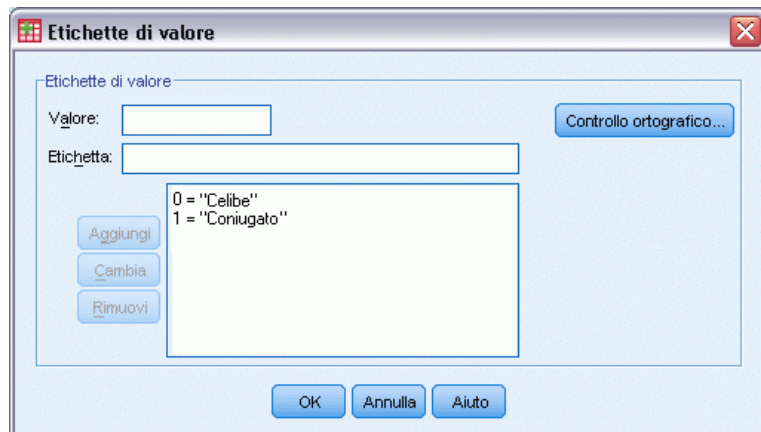 Etichette di valore
Etichette di valore
Valore:
Controllo ortografico...
Etichetta:
0 = "Celibe"
1 = "Coniugato"
Aggiungi
Cambia
Rimuovi
OK Annulla Aiuto